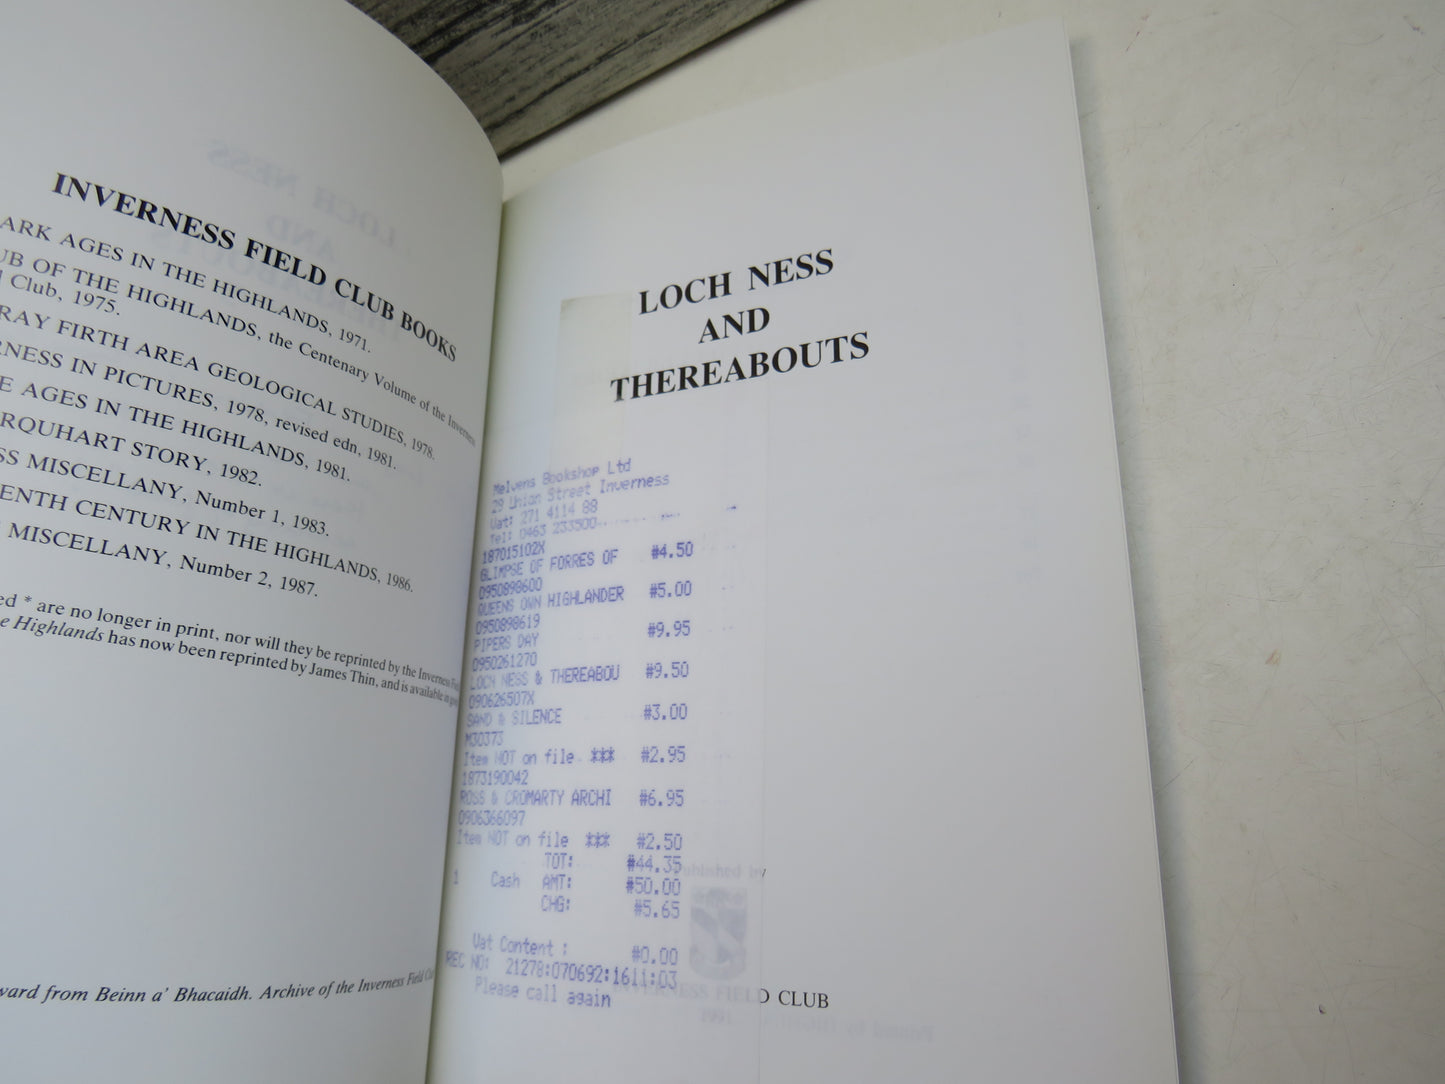 INVERNESS FIELD CLUB BOOKS
ARK AGES IN THE HIGHLANDS, 1971.
UB OF THE HIGHLANDS, the Centenary Volume of the Inverness
l Club, 1975.
RAY FIRTH AREA GEOLOGICAL STUDIES, 1978.
RNESS IN PICTURES, 1978, revised edn, 1981.
E AGES IN THE HIGHLANDS, 1981.
RQUHART STORY, 1982.
SS MISCELLANY, Number 1, 1983.
ENTH CENTURY IN THE HIGHLANDS, 1986.
S MISCELLANY, Number 2, 1987.
ed * are no longer in print, nor will they be reprinted by the Inverness
e Highlands has now been reprinted by James Thin, and is available in
ward from Beinn a' Bhacaidh. Archive of the Inverness Field
LOCH NESS
AND
THEREABOUTS
Melvens Bookshop Ltd
29 Union Street Inverness
Vat: 271 4114 88
Tel: 0463 233500
187015102X
GLIMPSE OF FORRES OF #4.50
0950898600
QUEENS OWN HIGHLANDER #5.00
0950898619
PIPERS DAY #9.95
0950261270
LOCH NESS & THEREABOU #9.50
090626507X
SAND & SILENCE #3.00
M30373
Item NOT on file *** #2.95
1873190042
ROSS & CROMARTY ARCHI #6.95
0906366097
Item NOT on file *** #2.50
TOT: #44.35
1 Cash AMT: #50.00
CHG: #5.65
Vat Content : #0.00
REC NO: 21278:070692:1611:03
Please call again
Published by
INVERNESS FIELD CLUB
1991